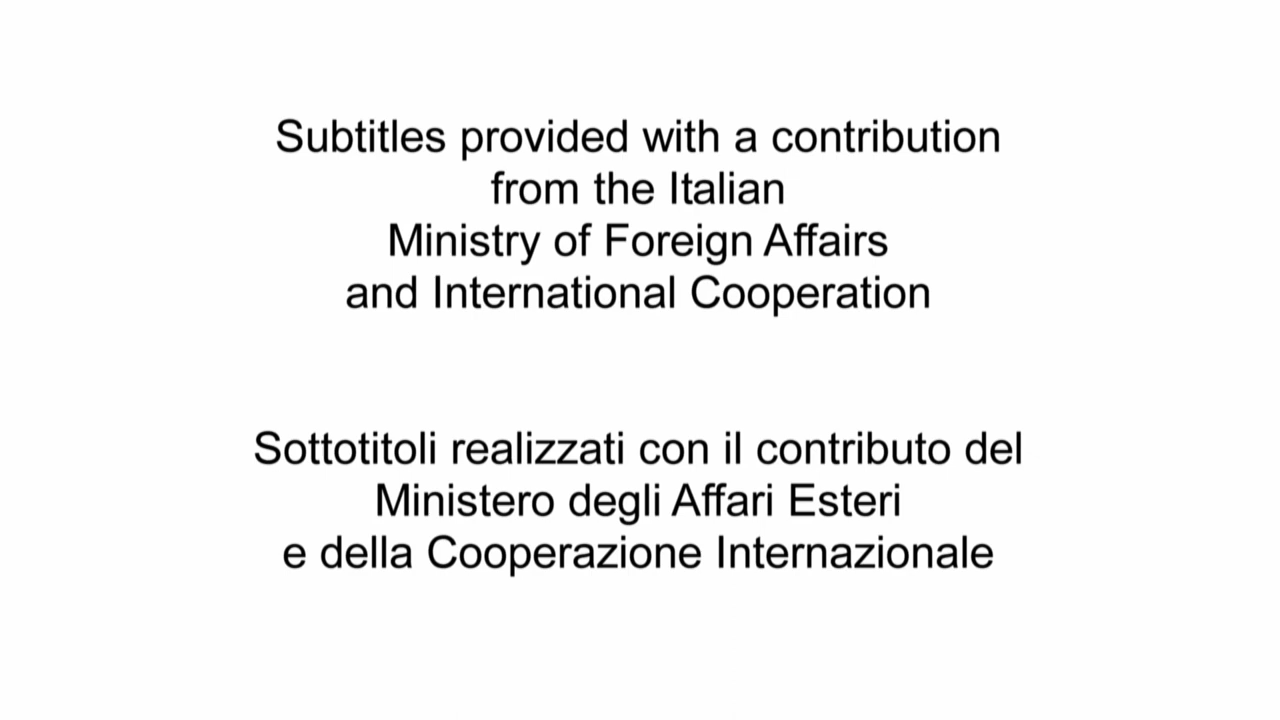 Subtitles provided with a contribution
from the Italian
Ministry of Foreign Affairs
and International Cooperation
Sottotitoli realizzati con il contributo del
Ministero degli Affari Esteri
e della Cooperazione Internazionale